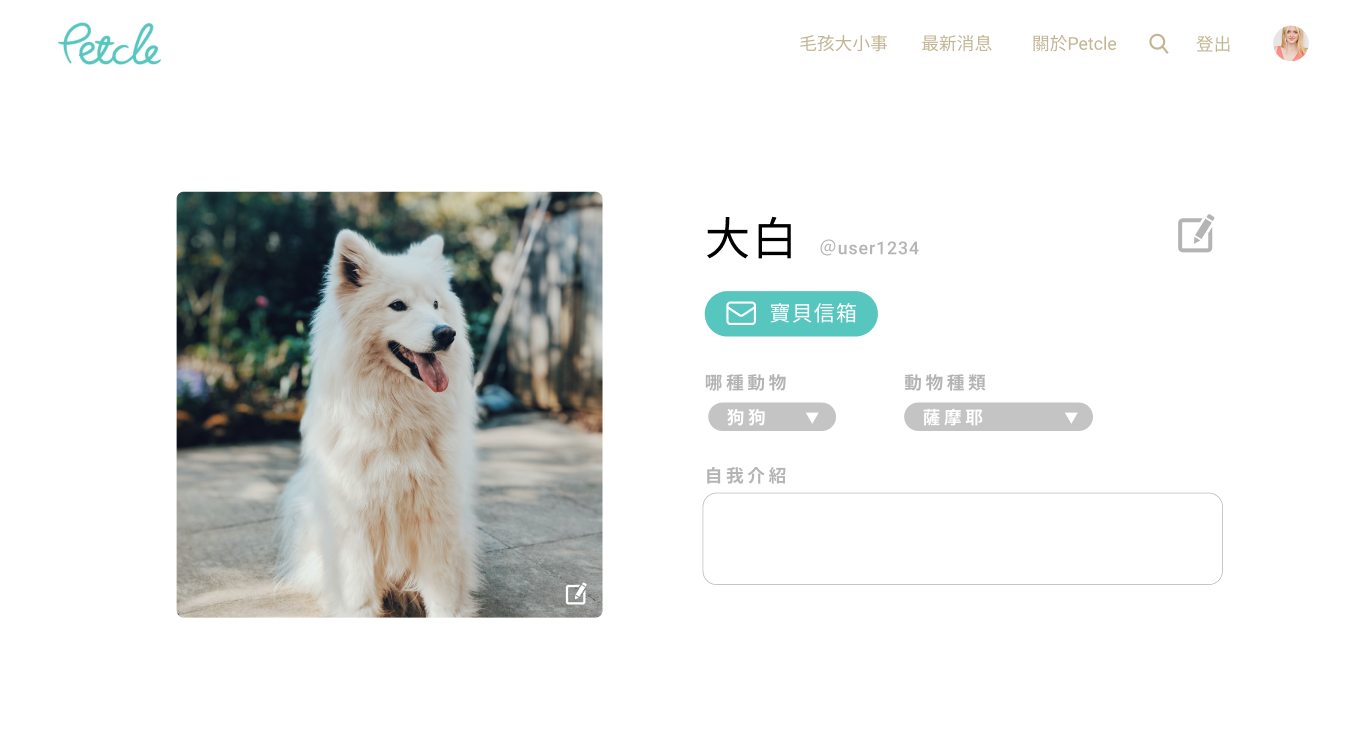 Petcle
毛孩大小事 最新消息 關於Petcle 登出
大白 @user1234
寶貝信箱
哪種動物 動物種類
狗狗 ▼ 薩摩耶 ▼
自我介紹